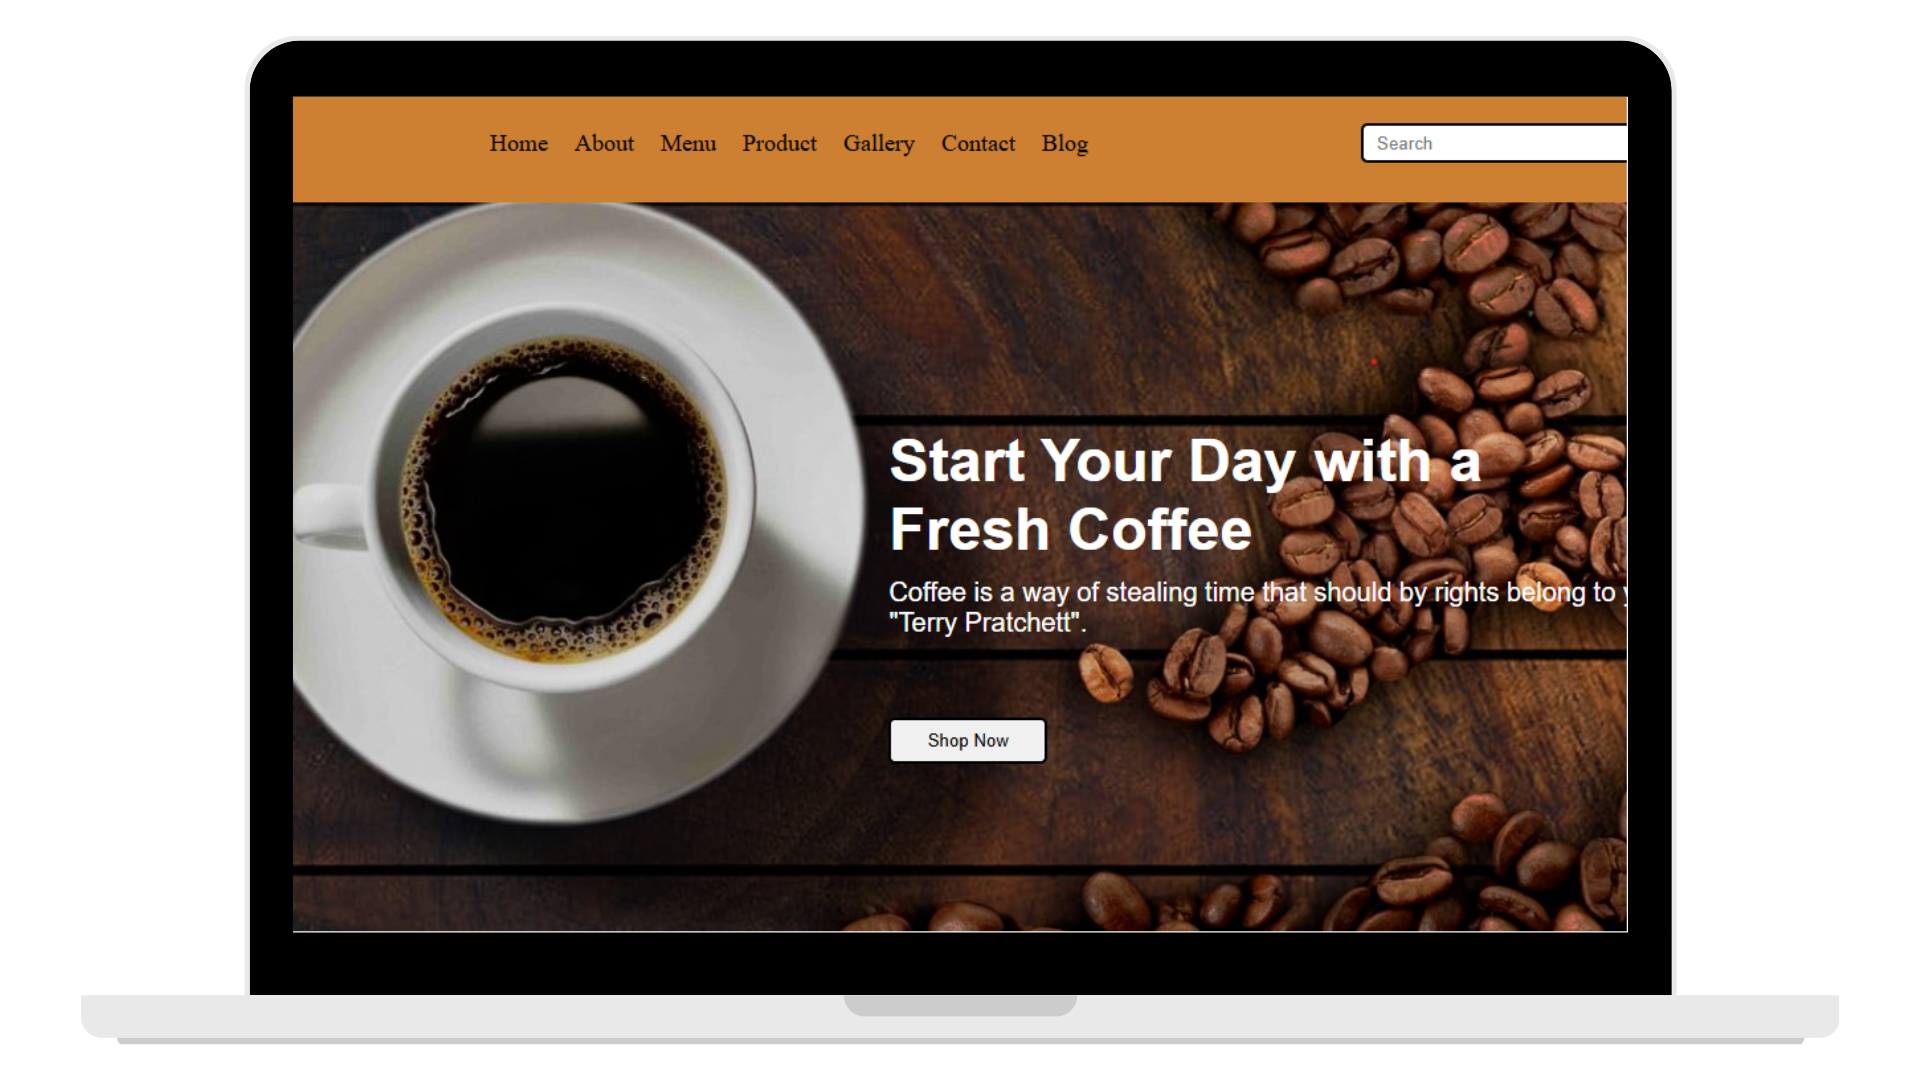 Home About Menu Product Gallery Contact Blog
Search
Start Your Day with a
Fresh Coffee
Coffee is a way of stealing time that should by rights belong to
"Terry Pratchett".
Shop Now